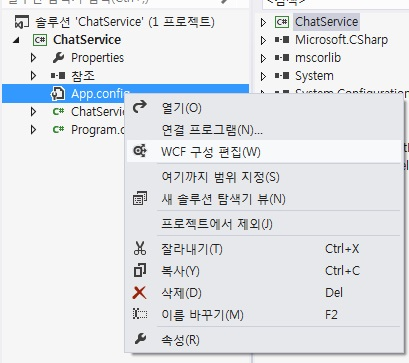 솔루션 'ChatService' (1 프로젝트)
ChatService
Properties
참조
App.config
ChatServic
Program.c
<검색>
ChatService
Microsoft.CSharp
mscorlib
System
System.Configuration
열기(O)
연결 프로그램(N)...
WCF 구성 편집(W)
여기까지 범위 지정(S)
새 솔루션 탐색기 뷰(N)
프로젝트에서 제외(J)
잘라내기(T) Ctrl+X
복사(Y) Ctrl+C
삭제(D) Del
이름 바꾸기(M) F2
속성(R)